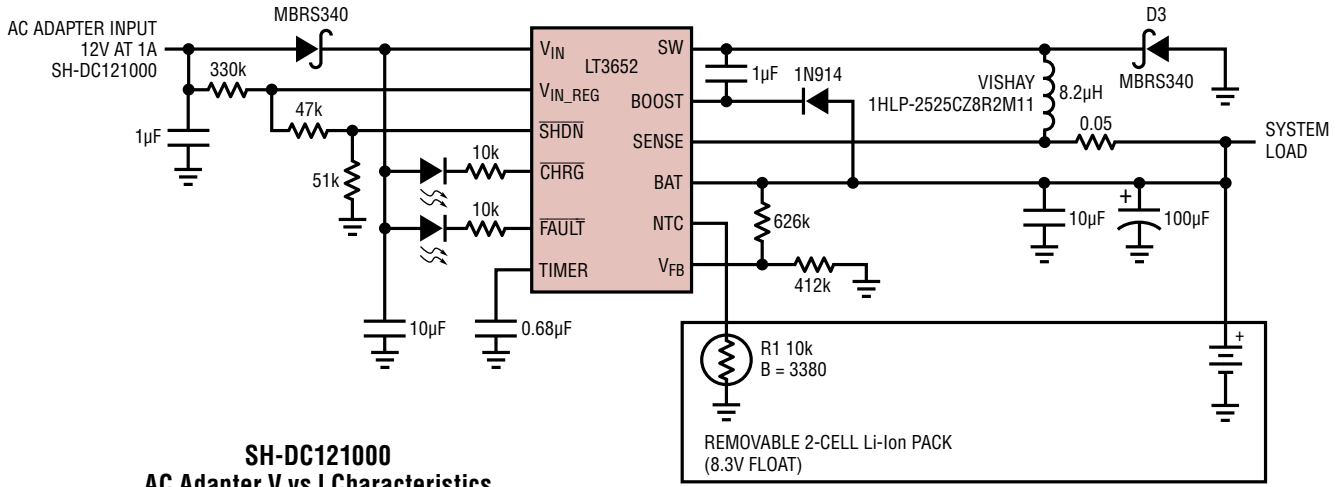 AC ADAPTER INPUT
12V AT 1A
SH-DC121000
MBRS340
330k
47k
1µF
51k
10k
10k
10µF
0.68µF
VIN
VIN_REG
SHDN
CHRG
FAULT
TIMER
LT3652
SW
BOOST
SENSE
BAT
NTC
VFB
1µF
1N914
VISHAY
1HLP-2525CZ8R2M11
8.2µH
D3
MBRS340
0.05
SYSTEM
LOAD
626k
412k
10µF
+
100µF
R1 10k
B = 3380
+
REMOVABLE 2-CELL Li-Ion PACK
(8.3V FLOAT)
SH-DC121000
AC Adapter V vs I Characteristics